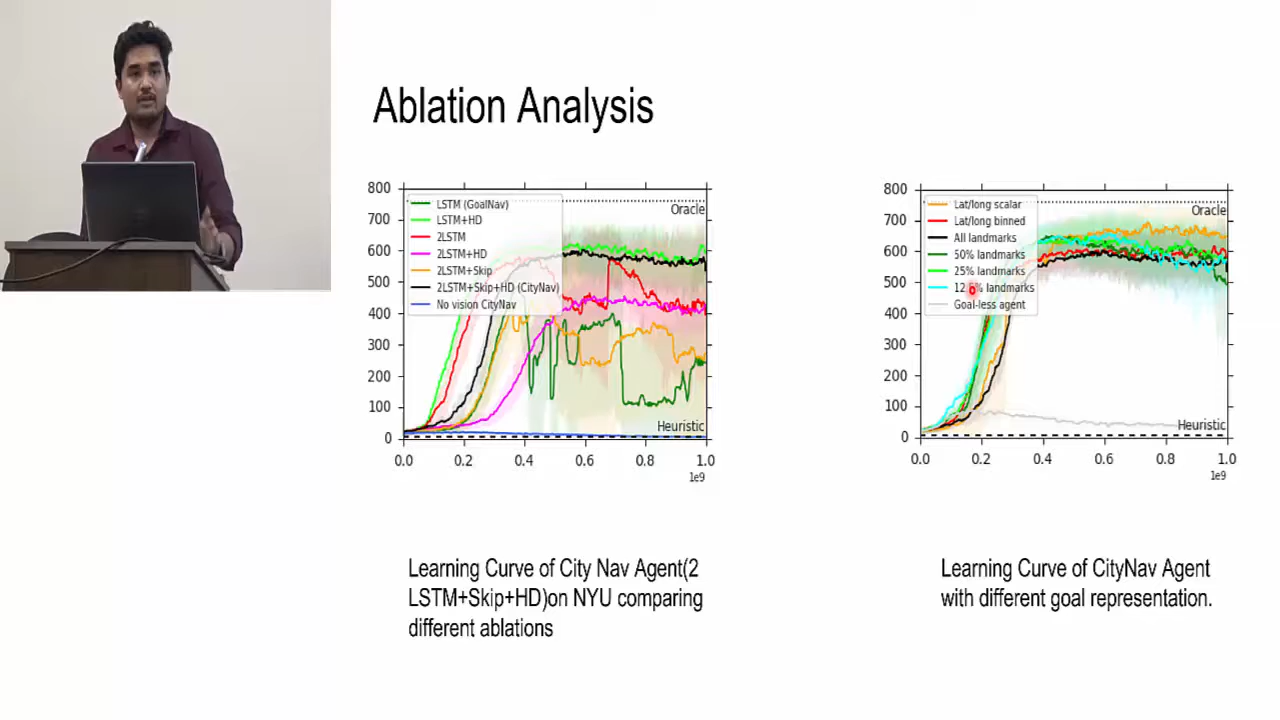 Ablation Analysis
800
700
600
500
400
300
200
100
0
LSTM (GoalNav)
LSTM+HD
2LSTM
2LSTM+HD
2LSTM+Skip
2LSTM+Skip+HD (CityNav)
No vision CityNav
Oracle
Heuristic
0.0 0.2 0.4 0.6 0.8 1.0
1e9
Learning Curve of City Nav Agent(2
LSTM+Skip+HD)on NYU comparing
different ablations
800
700
600
500
400
300
200
100
0
Lat/long scalar
Lat/long binned
All landmarks
50% landmarks
25% landmarks
landmarks
Goal-less agent
Oracle
Heuristic
0.0 0.2 0.4 0.6 0.8 1.0
1e9
Learning Curve of CityNav Agent
with different goal representation.